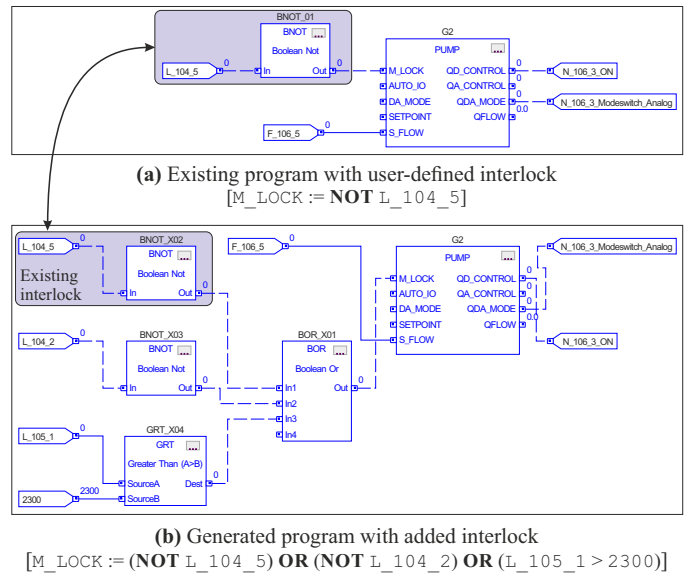 BNOT_01
BNOT ...
Boolean Not
L_104_5 0 In Out 0
G2
PUMP ...
M_LOCK QD_CONTROL 0 N_106_3_ON
AUTO_IO QA_CONTROL 0
DA_MODE QDA_MODE 0 N_106_3_Modeswitch_Analog
SETPOINT QFLOW 0.0
F_106_5 0 S_FLOW
(a) Existing program with user-defined interlock
[M_LOCK := NOT L_104_5]
L_104_5 0
Existing
interlock
BNOT_X02
BNOT ...
Boolean Not
In Out 0
F_106_5 0
G2
PUMP ...
M_LOCK QD_CONTROL 0
AUTO_IO QA_CONTROL 0
DA_MODE QDA_MODE 0
SETPOINT QFLOW 0.0
S_FLOW
N_106_3_Modeswitch_Analog
N_106_3_ON
L_104_2 0
BNOT_X03
BNOT ...
Boolean Not
In Out 0
BOR_X01
BOR ...
Boolean Or
In1 Out 0
In2
In3
In4
L_105_1 0
2300 2300
GRT_X04
GRT ...
Greater Than (A>B)
SourceA Dest 0
SourceB
(b) Generated program with added interlock
[M_LOCK := (NOT L_104_5) OR (NOT L_104_2) OR (L_105_1 > 2300)]